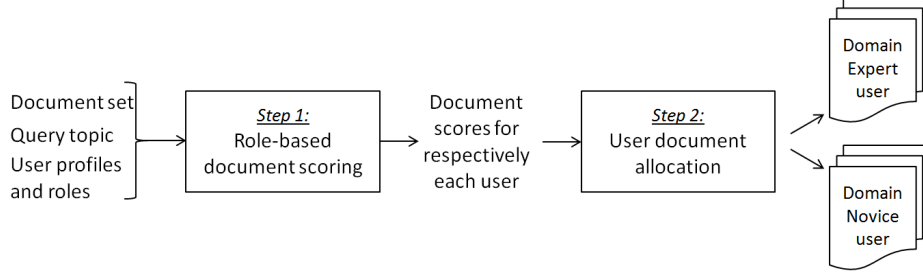 Document set
Query topic
User profiles
and roles
Step 1:
Role-based
document scoring
Document
scores for
respectively
each user
Step 2:
User document
allocation
Domain
Expert
user
Domain
Novice
user